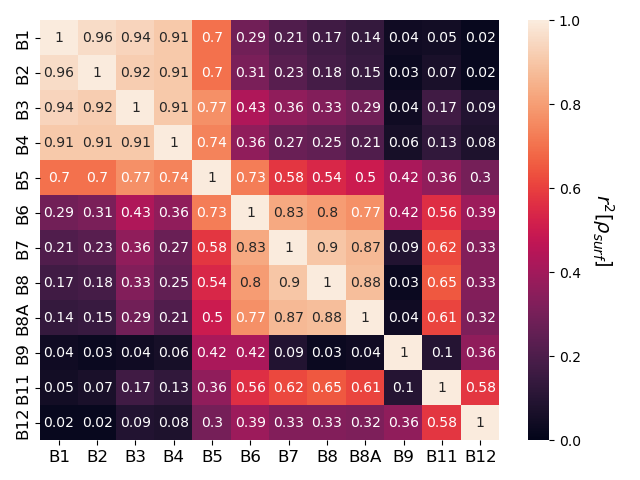 B1 1 0.96 0.94 0.91 0.7 0.29 0.21 0.17 0.14 0.04 0.05 0.02
B2 0.96 1 0.92 0.91 0.7 0.31 0.23 0.18 0.15 0.03 0.07 0.02
B3 0.94 0.92 1 0.91 0.77 0.43 0.36 0.33 0.29 0.04 0.17 0.09
B4 0.91 0.91 0.91 1 0.74 0.36 0.27 0.25 0.21 0.06 0.13 0.08
B5 0.7 0.7 0.77 0.74 1 0.73 0.58 0.54 0.5 0.42 0.36 0.3
B6 0.29 0.31 0.43 0.36 0.73 1 0.83 0.8 0.77 0.42 0.56 0.39
B7 0.21 0.23 0.36 0.27 0.58 0.83 1 0.9 0.87 0.09 0.62 0.33
B8 0.17 0.18 0.33 0.25 0.54 0.8 0.9 1 0.88 0.03 0.65 0.33
B8A 0.14 0.15 0.29 0.21 0.5 0.77 0.87 0.88 1 0.04 0.61 0.32
B9 0.04 0.03 0.04 0.06 0.42 0.42 0.09 0.03 0.04 1 0.1 0.36
B11 0.05 0.07 0.17 0.13 0.36 0.56 0.62 0.65 0.61 0.1 1 0.58
B12 0.02 0.02 0.09 0.08 0.3 0.39 0.33 0.33 0.32 0.36 0.58 1
B1 B2 B3 B4 B5 B6 B7 B8 B8A B9 B11 B12
1.0
0.8
0.6
0.4
0.2
0.0
r²[ρsurf]